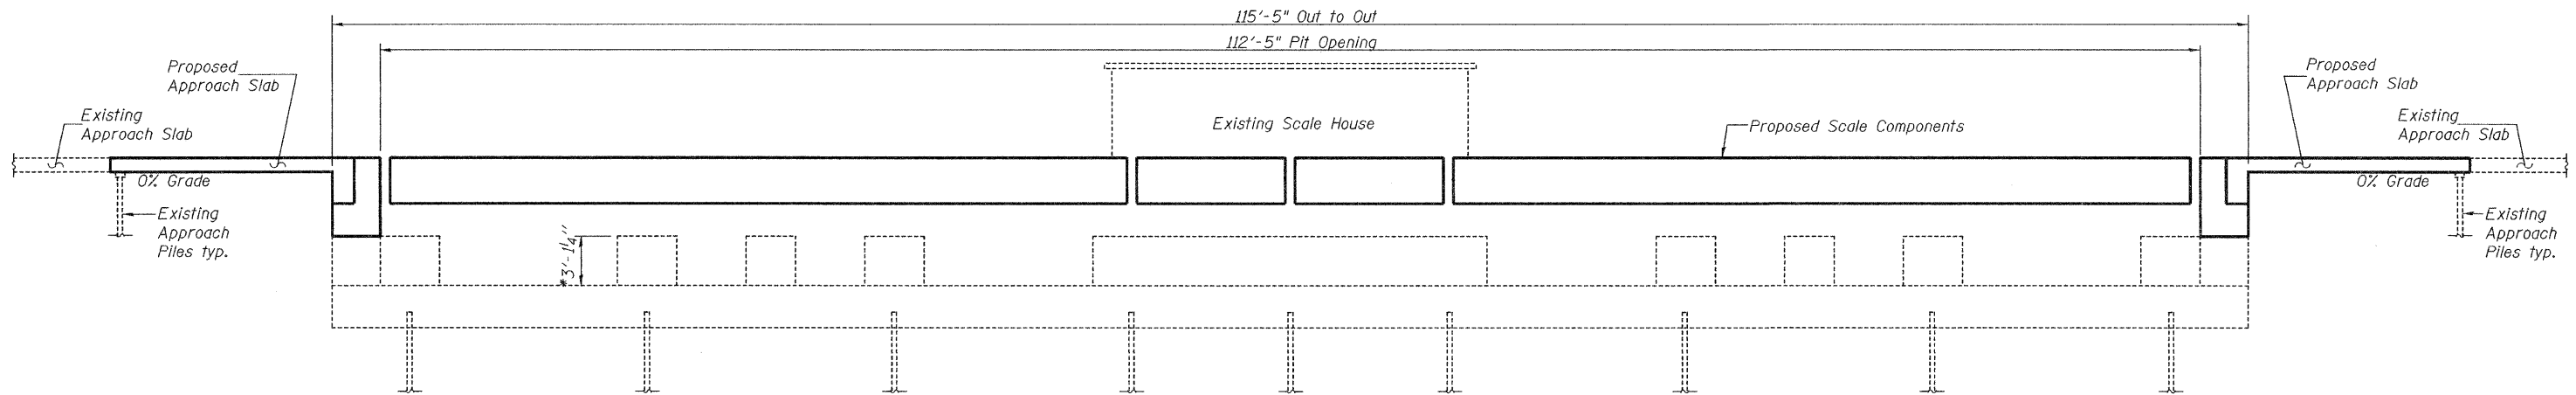 115'-5" Out to Out
112'-5" Pit Opening
Proposed
Approach Slab
Existing
Approach Slab
Existing Scale House
Proposed Scale Components
Proposed
Approach Slab
Existing
Approach Slab
0% Grade
0% Grade
Existing
Approach
Piles typ.
*3'-1¼"
Existing
Approach
Piles typ.